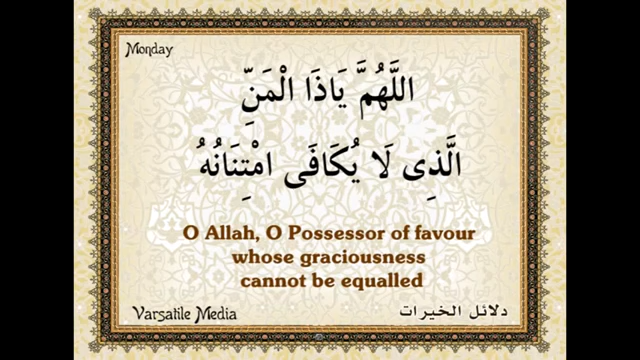 Monday
اللَّهُمَّ يَاذَا الْمَنِّ
الَّذِى لَا يُكَافَى امْتِنَانُهُ
O Allah, O Possessor of favour
whose graciousness
cannot be equalled
Varsatile Media
دلائل الخيرات